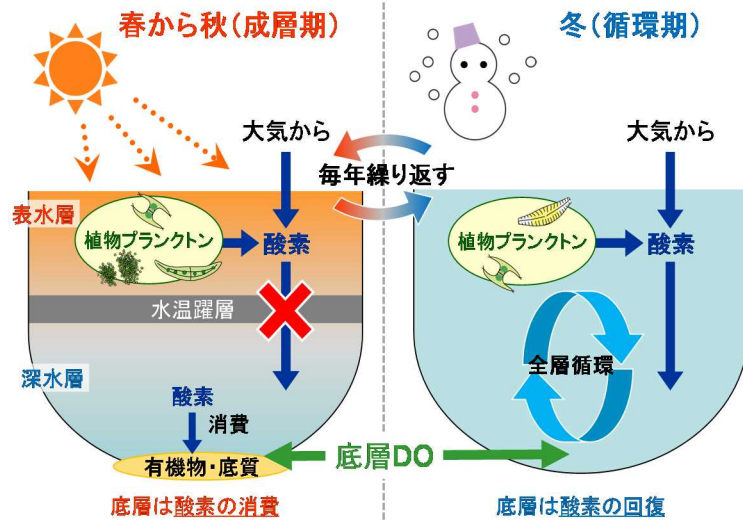 春から秋(成層期)
大気から
表水層
植物プランクトン
酸素
水温躍層
深水層
酸素
消費
有機物・底質
底層は酸素の消費
毎年繰り返す
底層DO
冬(循環期)
大気から
植物プランクトン
酸素
全層循環
底層は酸素の回復